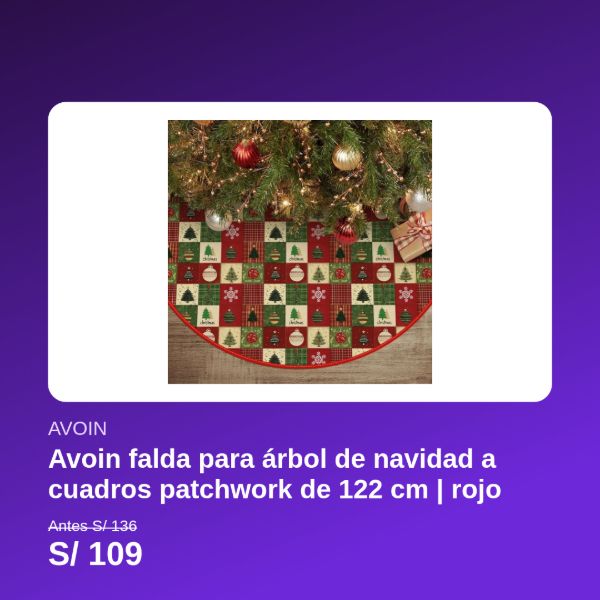 AVOIN
Avoin falda para árbol de navidad a
cuadros patchwork de 122 cm | rojo
Antes S/ 136
S/ 109